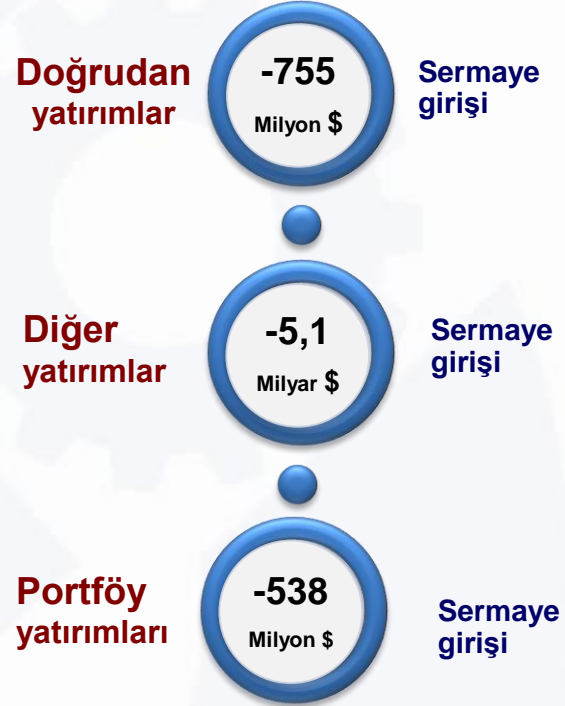 Doğrudan
yatırımlar
-755
Milyon $
Sermaye
girişi
Diğer
yatırımlar
-5,1
Milyar $
Sermaye
girişi
Portföy
yatırımları
-538
Milyon $
Sermaye
girişi